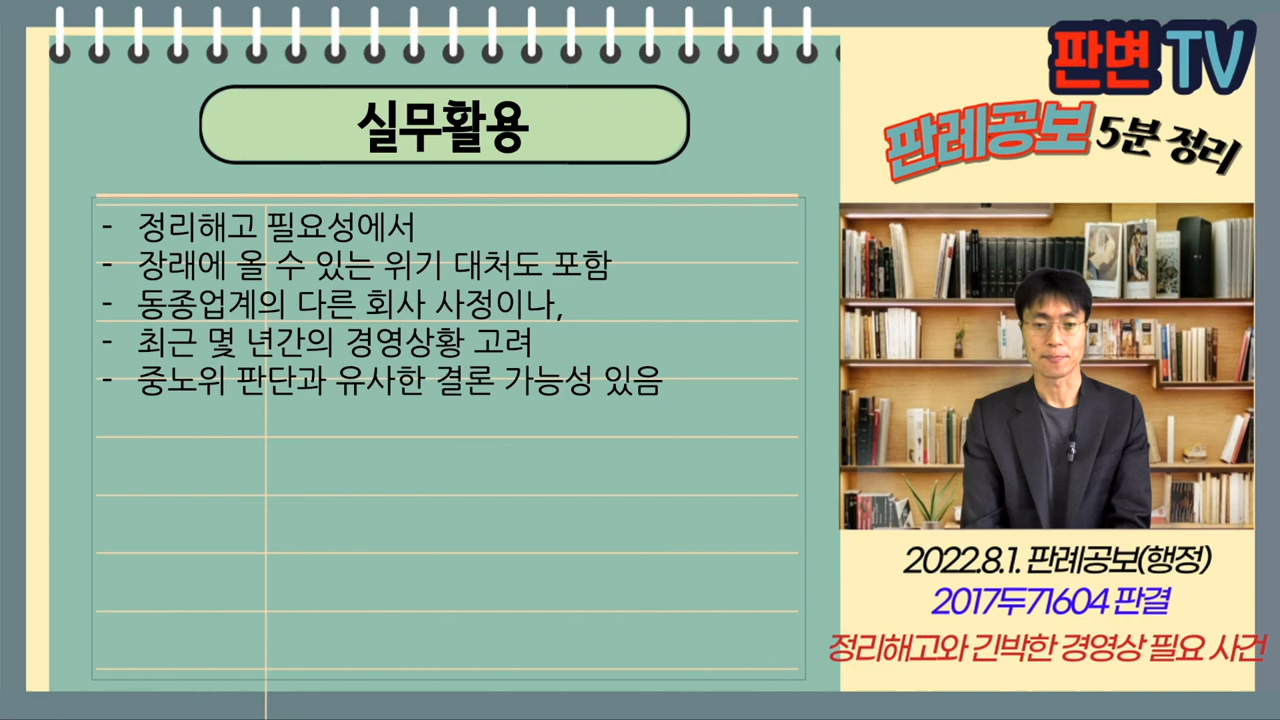 실무활용
- 정리해고 필요성에서
- 장래에 올 수 있는 위기 대처도 포함
- 동종업계의 다른 회사 사정이나,
- 최근 몇 년간의 경영상황 고려
- 중노위 판단과 유사한 결론 가능성 있음
판변 TV
판례공보 5분 정리
2022.8.1. 판례공보(행정)
2017두71604 판결
정리해고와 긴박한 경영상 필요 사건